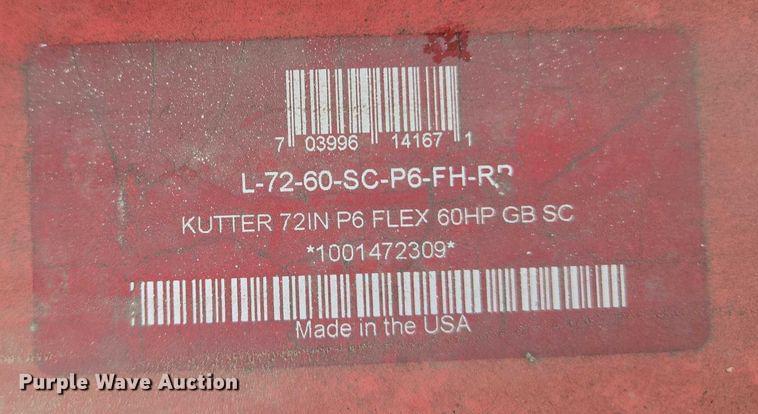 7 03996 14167 1
L-72-60-SC-P6-FH-RP
KUTTER 72IN P6 FLEX 60HP GB SC
*1001472309*
Made in the USA
Purple Wave Auction